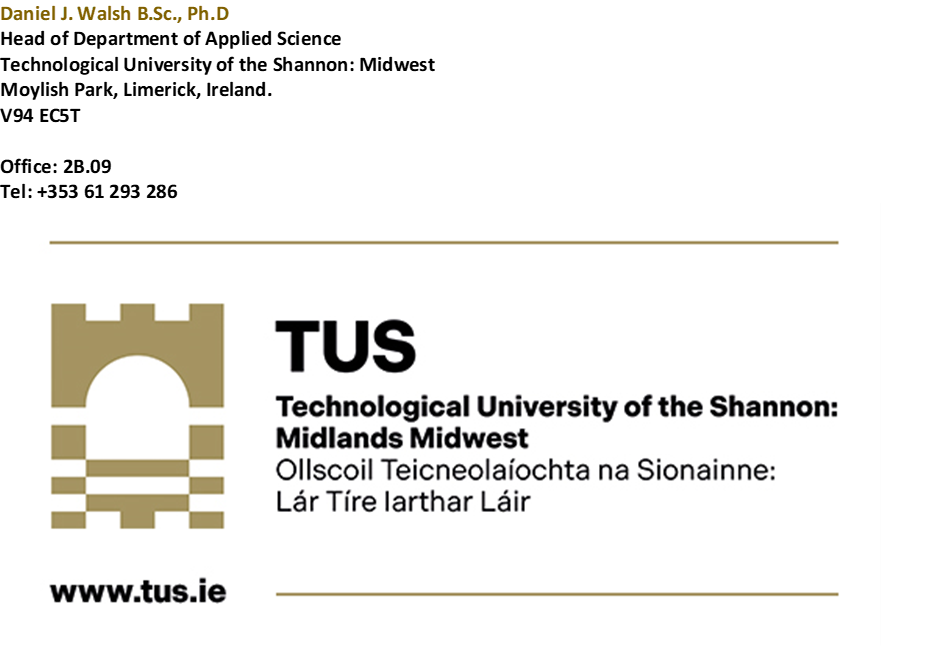 Daniel J. Walsh B.Sc., Ph.D
Head of Department of Applied Science
Technological University of the Shannon: Midwest
Moylish Park, Limerick, Ireland.
V94 EC5T
Office: 2B.09
Tel: +353 61 293 286
TUS
Technological University of the Shannon:
Midlands Midwest
Ollscoil Teicneolaíochta na Sionainne:
Lár Tíre Iarthar Láir
www.tus.ie